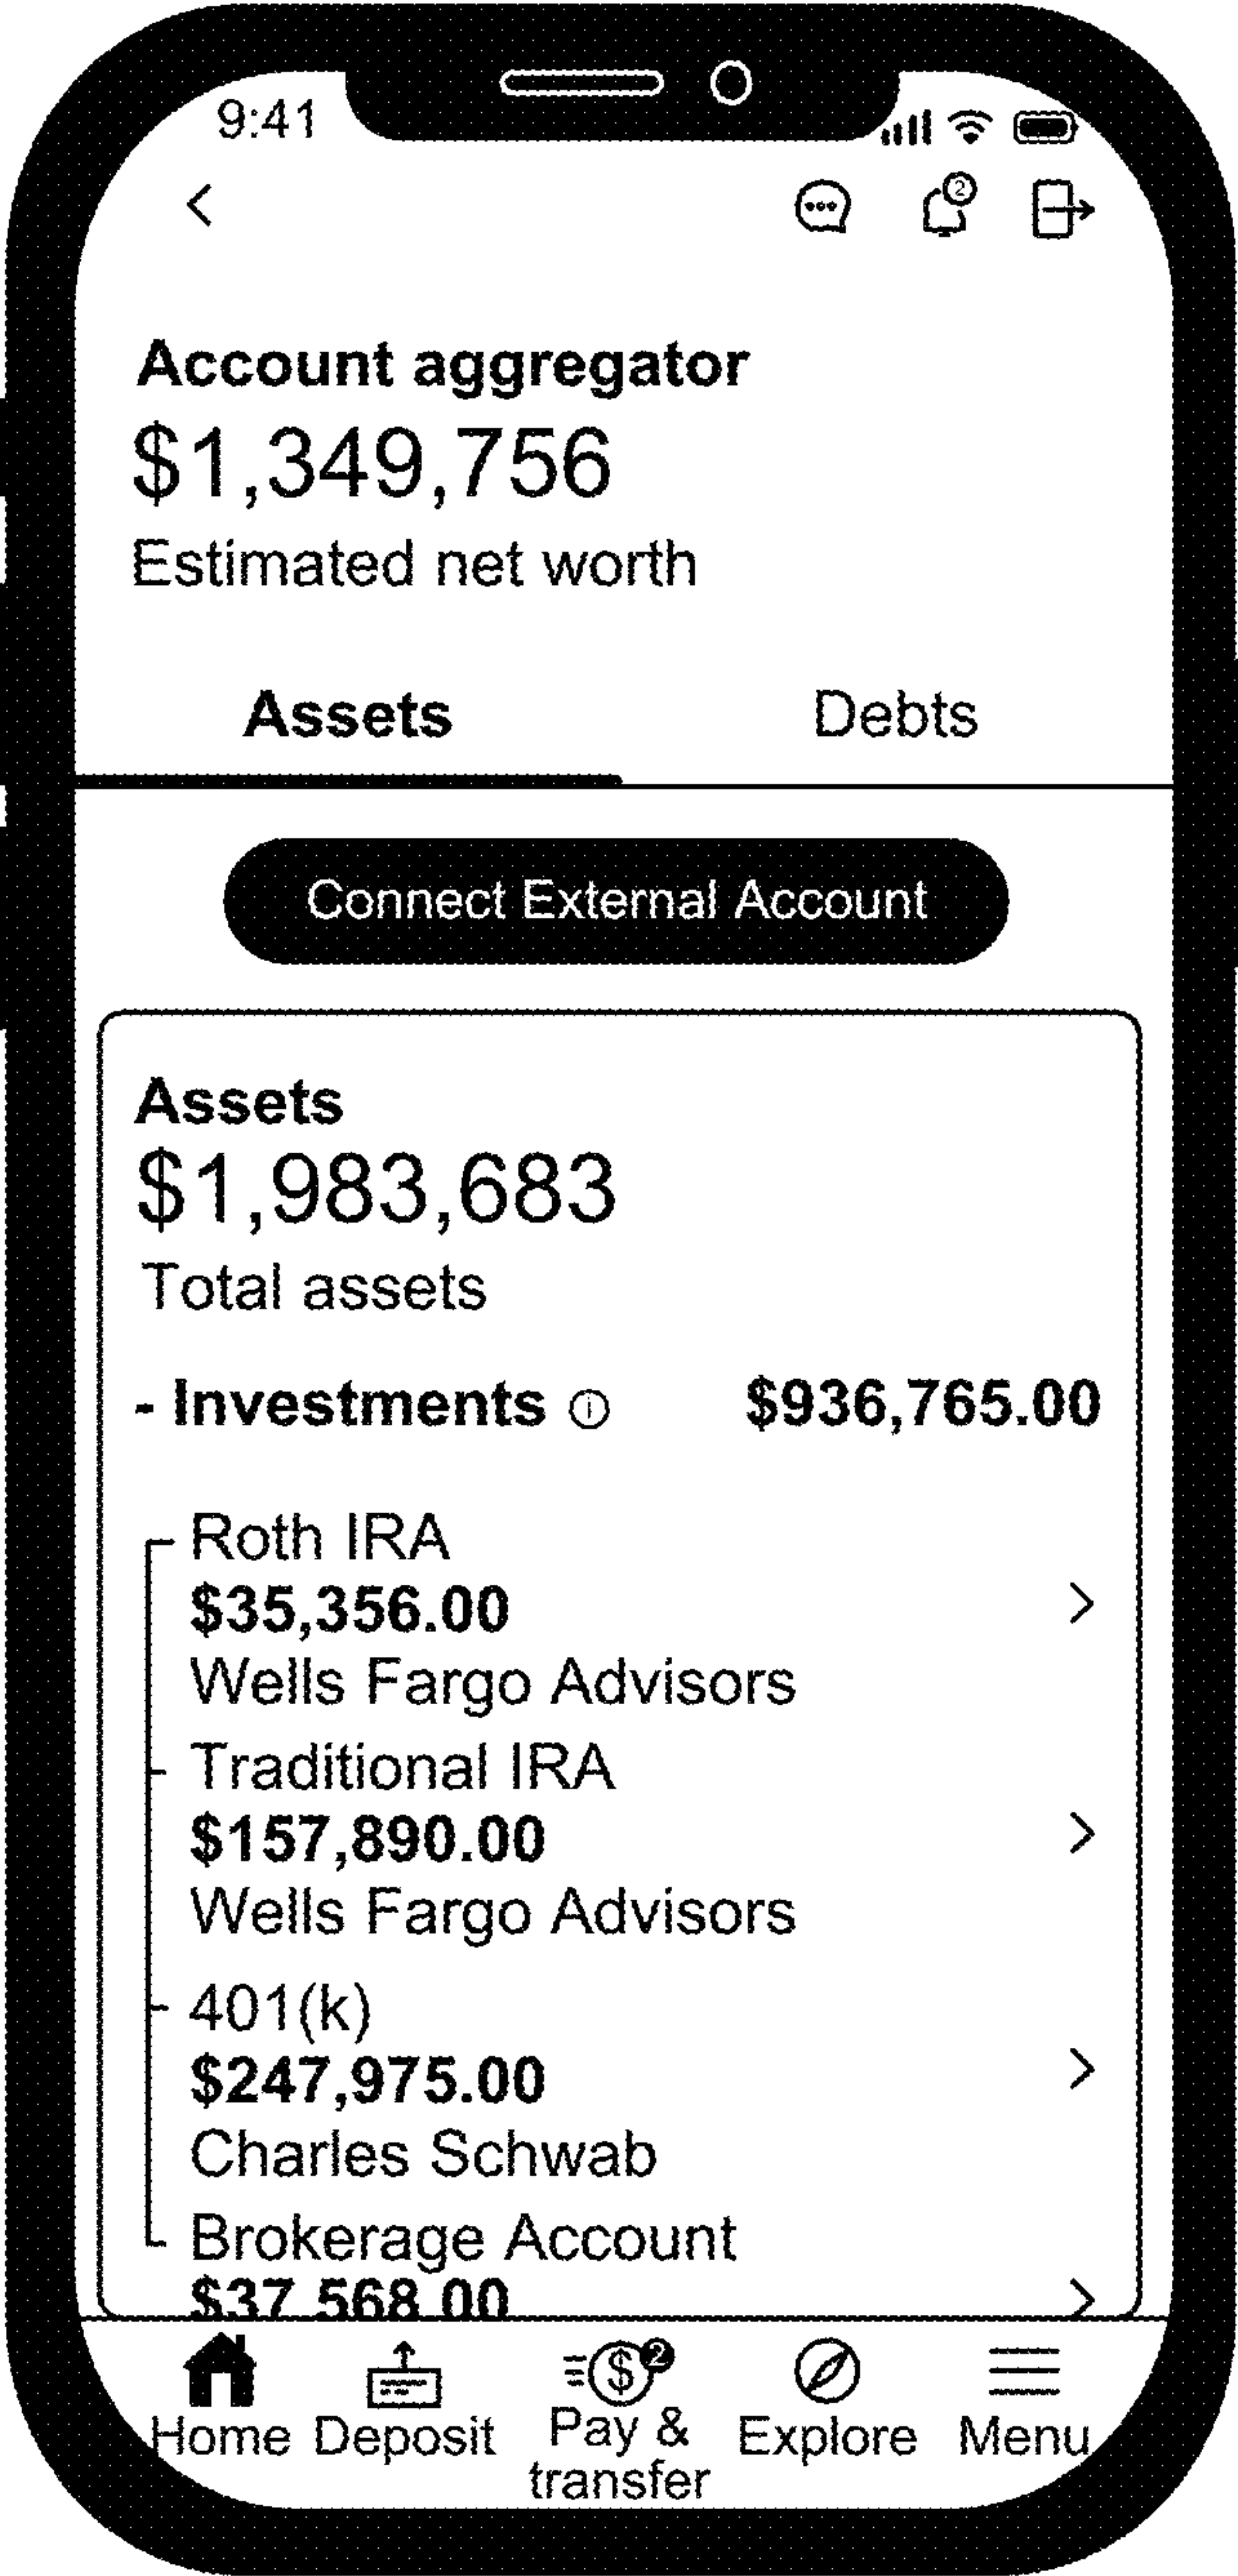 9:41
2
Account aggregator
$1,349,756
Estimated net worth
Assets Debts
Connect External Account
Assets
$1,983,683
Total assets
- Investments i $936,765.00
Roth IRA
$35,356.00
Wells Fargo Advisors
Traditional IRA
$157,890.00
Wells Fargo Advisors
401(k)
$247,975.00
Charles Schwab
Brokerage Account
$37,568.00
$ 2
Home Deposit Pay & transfer Explore Menu